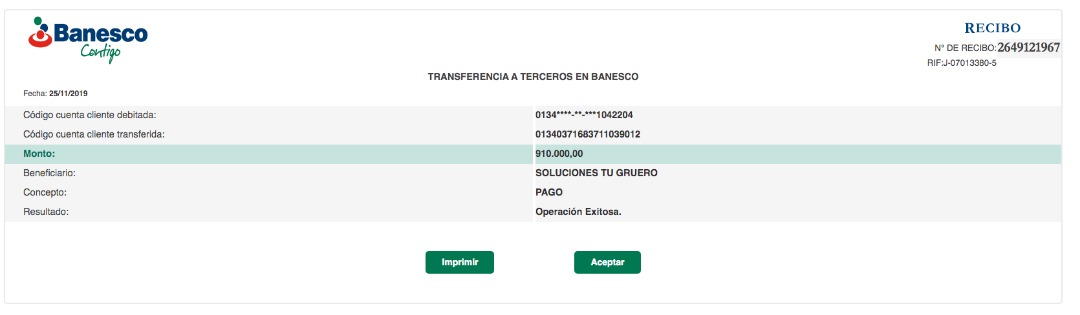 Banesco
Contigo
RECIBO
N° DE RECIBO:2649121967
RIF:J-07013380-5
TRANSFERENCIA A TERCEROS EN BANESCO
Fecha: 25/11/2019
Código cuenta cliente debitada: 0134****-**-***1042204
Código cuenta cliente transferida: 01340371683711039012
Monto: 910.000,00
Beneficiario: SOLUCIONES TU GRUERO
Concepto: PAGO
Resultado: Operación Exitosa.
Imprimir Aceptar